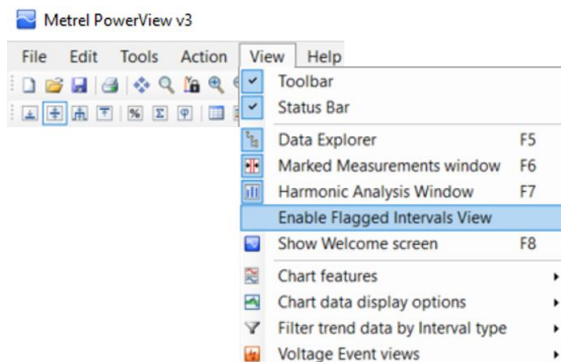 Metrel PowerView v3
File Edit Tools Action View Help
Toolbar
Status Bar
Data Explorer F5
Marked Measurements window F6
Harmonic Analysis Window F7
Enable Flagged Intervals View
Show Welcome screen F8
Chart features
Chart data display options
Filter trend data by Interval type
Voltage Event views